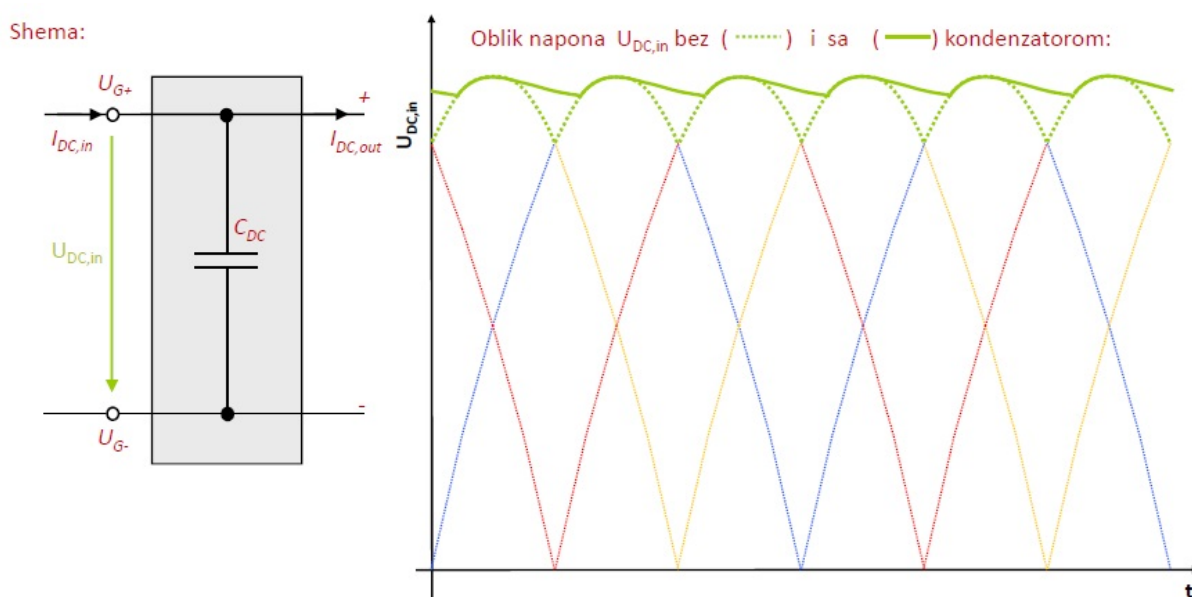 Shema:
U_G+
I_DC,in
+
I_DC,out
C_DC
U_DC,in
-
U_G-
Oblik napona U_DC,in bez ( ) i sa ( ) kondenzatorom:
U_DC,in
t